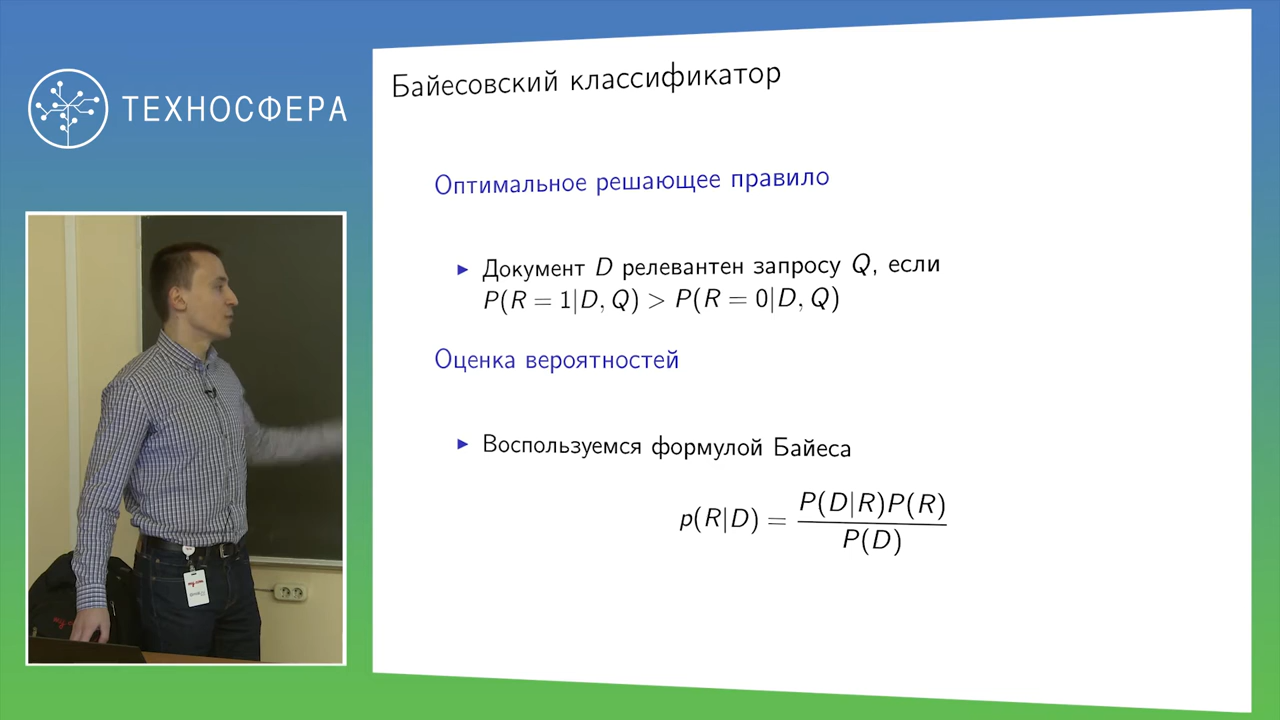 ТЕХНОСФЕРА
Байесовский классификатор
Оптимальное решающее правило
► Документ D релевантен запросу Q, если
P(R = 1|D, Q) > P(R = 0|D, Q)
Оценка вероятностей
► Воспользуемся формулой Байеса
p(R|D) = P(D|R)P(R) / P(D)